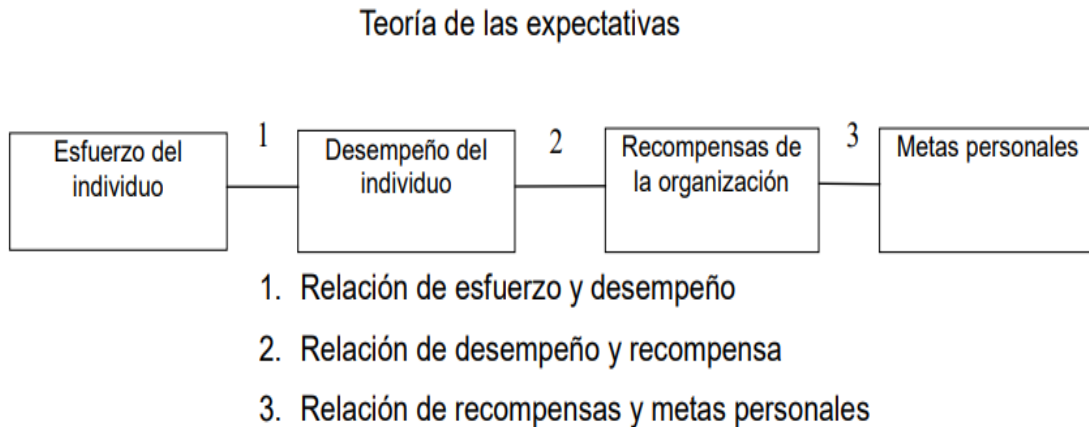 Teoría de las expectativas
Esfuerzo del
individuo
1
Desempeño del
individuo
2
Recompensas de
la organización
3
Metas personales
1. Relación de esfuerzo y desempeño
2. Relación de desempeño y recompensa
3. Relación de recompensas y metas personales